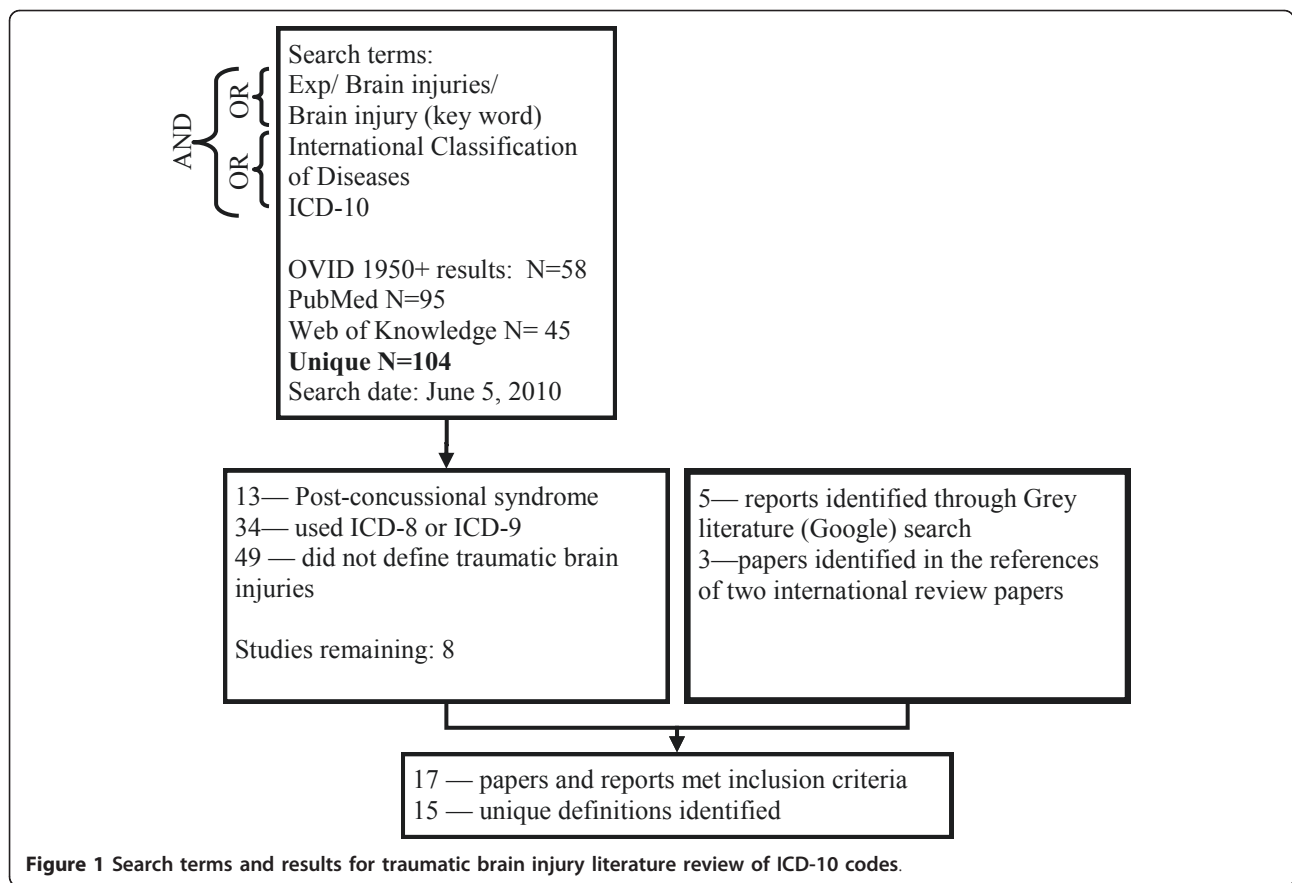 AND
OR
OR
Search terms:
Exp/ Brain injuries/
Brain injury (key word)
International Classification
of Diseases
ICD-10
OVID 1950+ results:  N=58
PubMed N=95
Web of Knowledge N= 45
Unique N=104
Search date: June 5, 2010
13— Post-concussional syndrome
34— used ICD-8 or ICD-9
49 — did not define traumatic brain
injuries
Studies remaining: 8
5— reports identified through Grey
literature (Google) search
3—papers identified in the references
of two international review papers
17 — papers and reports met inclusion criteria
15 — unique definitions identified
Figure 1 Search terms and results for traumatic brain injury literature review of ICD-10 codes.